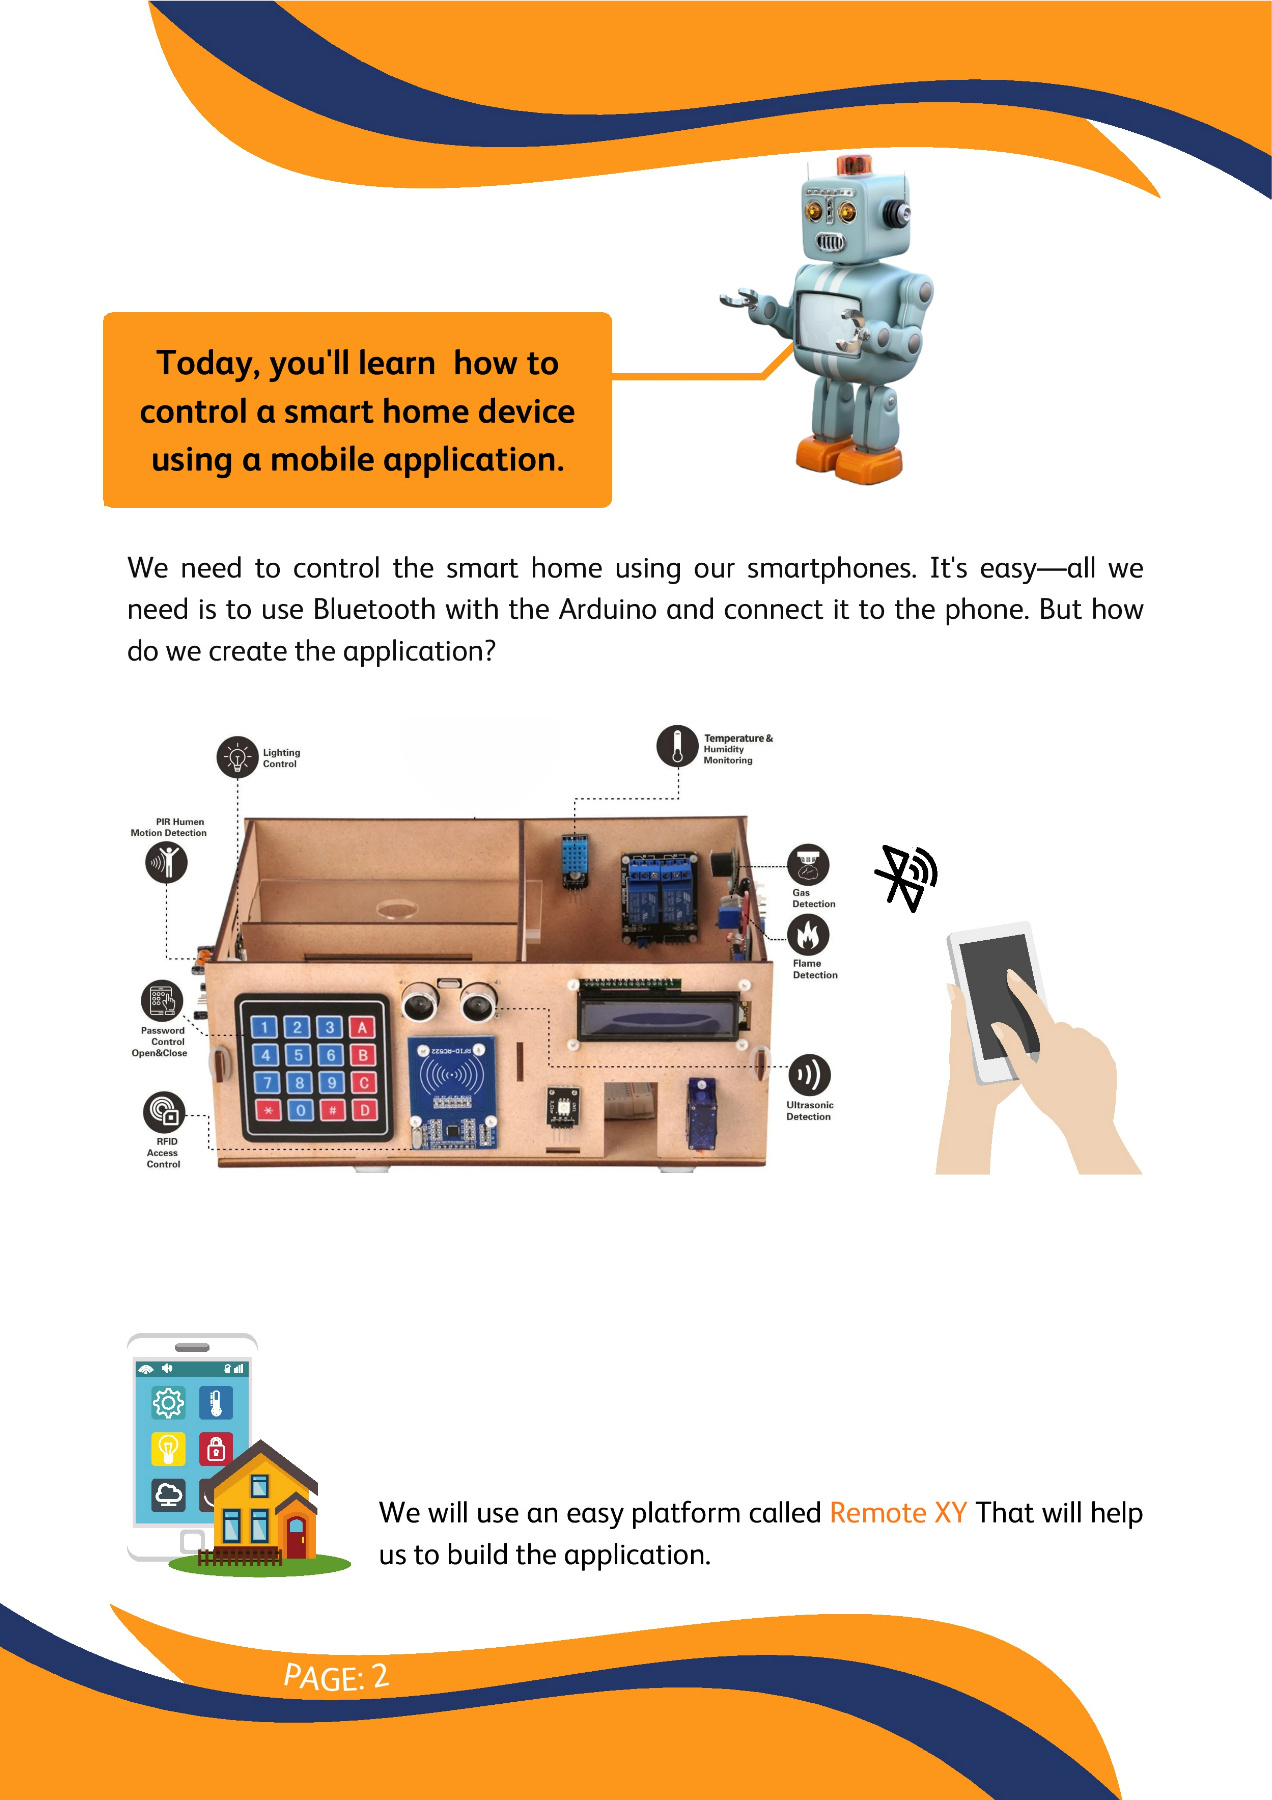 Today, you'll learn how to
control a smart home device
using a mobile application.
We need to control the smart home using our smartphones. It's easy—all we
need is to use Bluetooth with the Arduino and connect it to the phone. But how
do we create the application?
Lighting
Control
Temperature &
Humidity
Monitoring
PIR Humen
Motion Detection
Gas
Detection
Flame
Detection
Password
Control
Open&Close
1 2 3 A
4 5 6 B
7 8 9 C
* 0 # D
RFID-RC522
Ultrasonic
Detection
RFID
Access
Control
We will use an easy platform called Remote XY That will help
us to build the application.
PAGE: 2